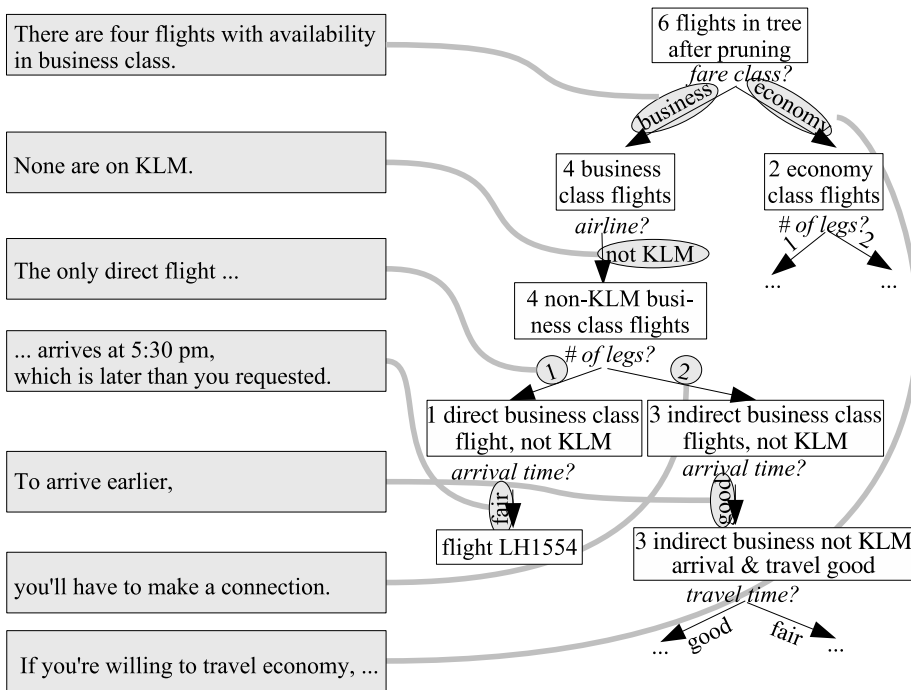 There are four flights with availability
in business class.
None are on KLM.
The only direct flight ...
... arrives at 5:30 pm,
which is later than you requested.
To arrive earlier,
you'll have to make a connection.
If you're willing to travel economy, ...
6 flights in tree
after pruning
fare class?
business
economy
4 business
class flights
2 economy
class flights
airline?
# of legs?
1
2
not KLM
...
...
4 non-KLM busi-
ness class flights
# of legs?
1
2
1 direct business class
flight, not KLM
3 indirect business class
flights, not KLM
arrival time?
arrival time?
fair
good
flight LH1554
3 indirect business not KLM
arrival & travel good
travel time?
good
fair
...
...